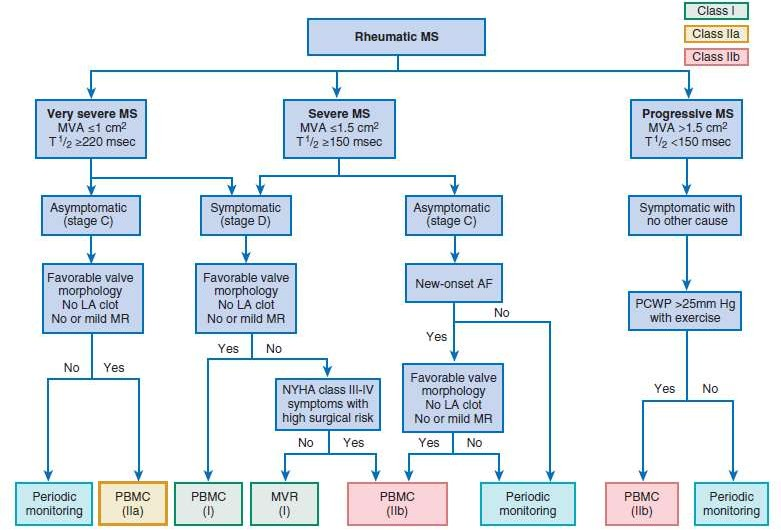 Class I
Class IIa
Class IIb
Rheumatic MS
Very severe MS
MVA ≤1 cm²
T ½ ≥220 msec
Severe MS
MVA ≤1.5 cm²
T ½ ≥150 msec
Progressive MS
MVA >1.5 cm²
T ½ <150 msec
Asymptomatic
(stage C)
Symptomatic
(stage D)
Asymptomatic
(stage C)
Symptomatic with
no other cause
Favorable valve
morphology
No LA clot
No or mild MR
Favorable valve
morphology
No LA clot
No or mild MR
New-onset AF
PCWP >25mm Hg
with exercise
No
Yes
Yes
No
Yes
No
NYHA class III-IV
symptoms with
high surgical risk
Favorable valve
morphology
No LA clot
No or mild MR
Yes
No
No
Yes
Yes
No
Periodic
monitoring
PBMC
(IIa)
PBMC
(I)
MVR
(I)
PBMC
(IIb)
Periodic
monitoring
PBMC
(IIb)
Periodic
monitoring